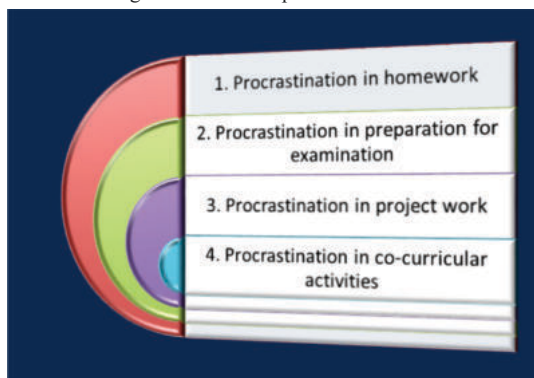 1. Procrastination in homework
2. Procrastination in preparation for
examination
3. Procrastination in project work
4. Procrastination in co-curricular
activities